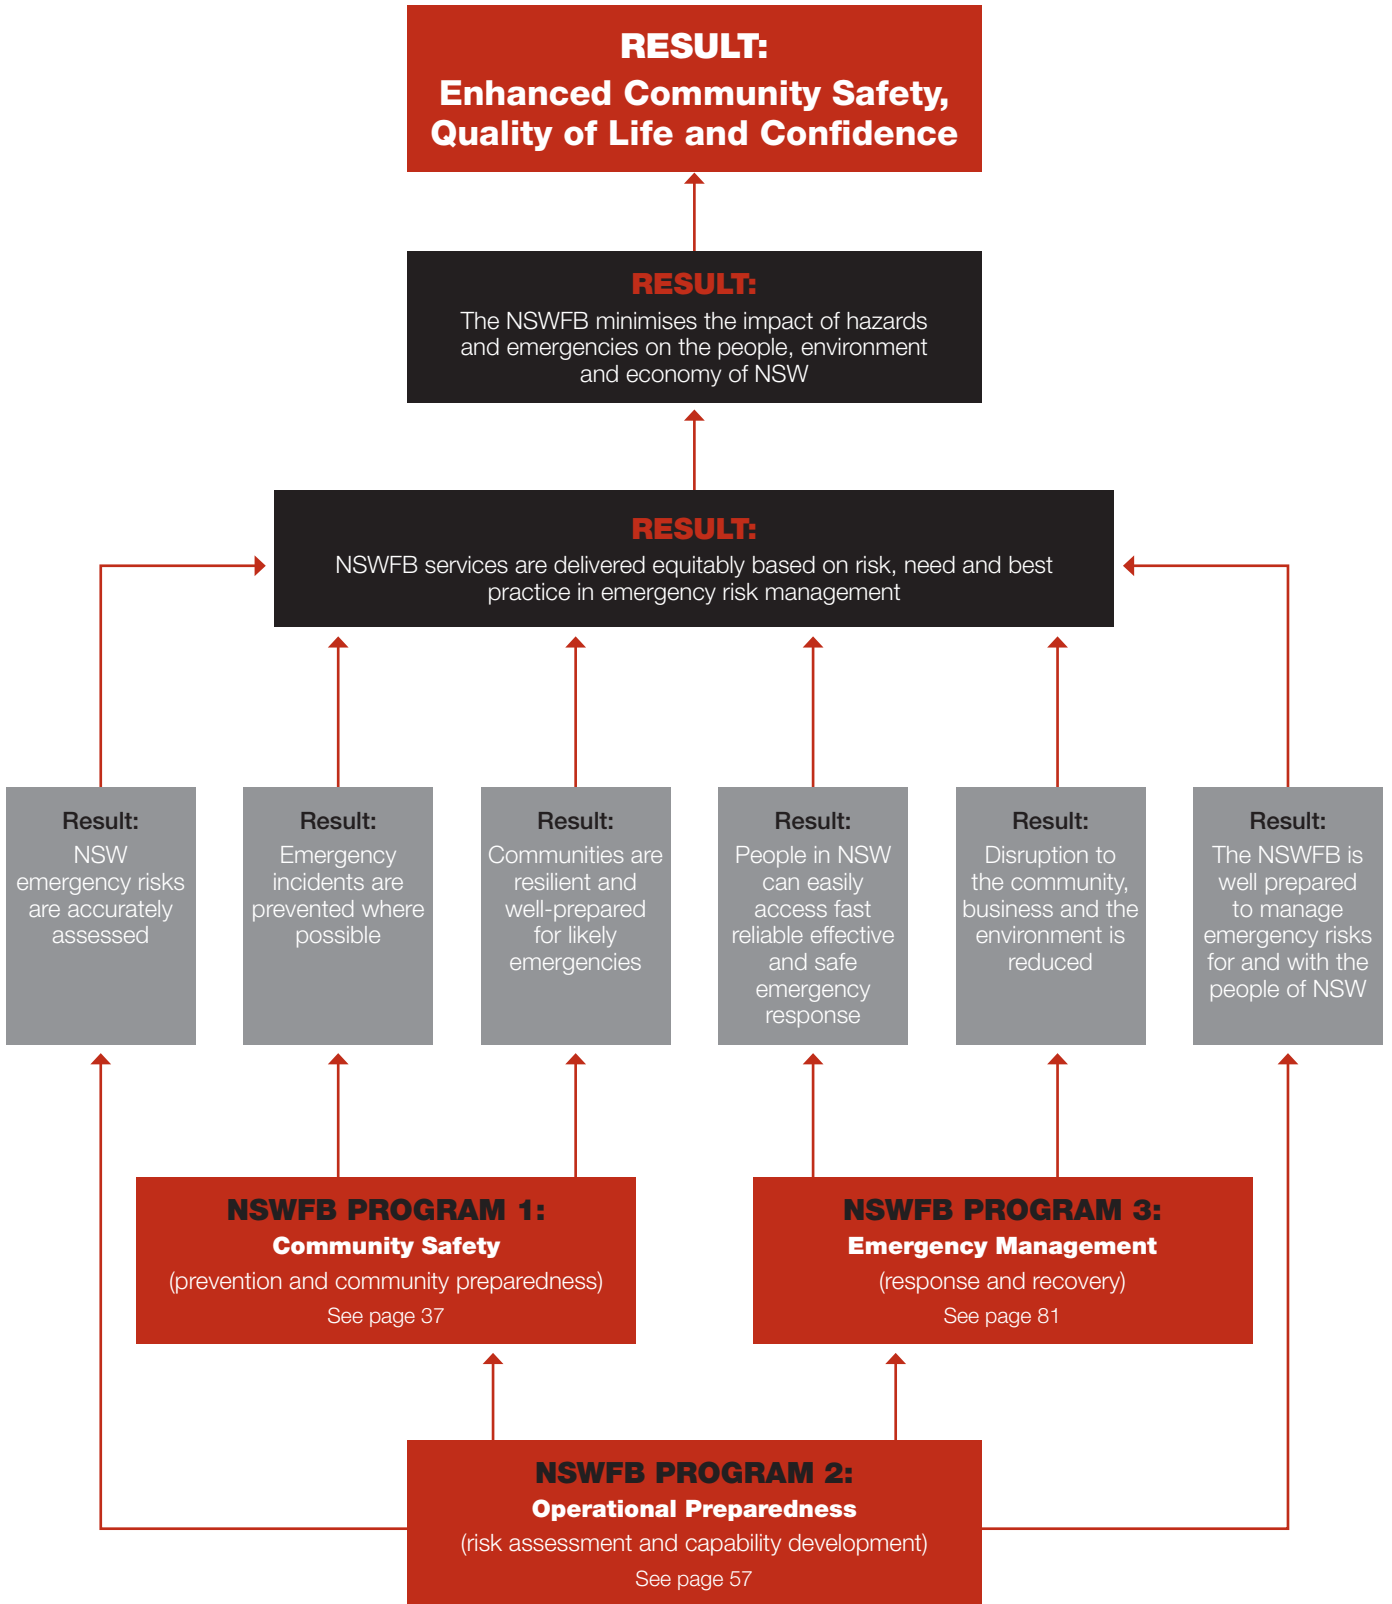 RESULT:
Enhanced Community Safety,
Quality of Life and Confidence
RESULT:
The NSWFB minimises the impact of hazards
and emergencies on the people, environment
and economy of NSW
RESULT:
NSWFB services are delivered equitably based on risk, need and best
practice in emergency risk management
Result:
NSW
emergency risks
are accurately
assessed
Result:
Emergency
incidents are
prevented where
possible
Result:
Communities are
resilient and
well-prepared
for likely
emergencies
Result:
People in NSW
can easily
access fast
reliable effective
and safe
emergency
response
Result:
Disruption to
the community,
business and the
environment is
reduced
Result:
The NSWFB is
well prepared
to manage
emergency risks
for and with the
people of NSW
NSWFB PROGRAM 1:
Community Safety
(prevention and community preparedness)
See page 37
NSWFB PROGRAM 3:
Emergency Management
(response and recovery)
See page 81
NSWFB PROGRAM 2:
Operational Preparedness
(risk assessment and capability development)
See page 57